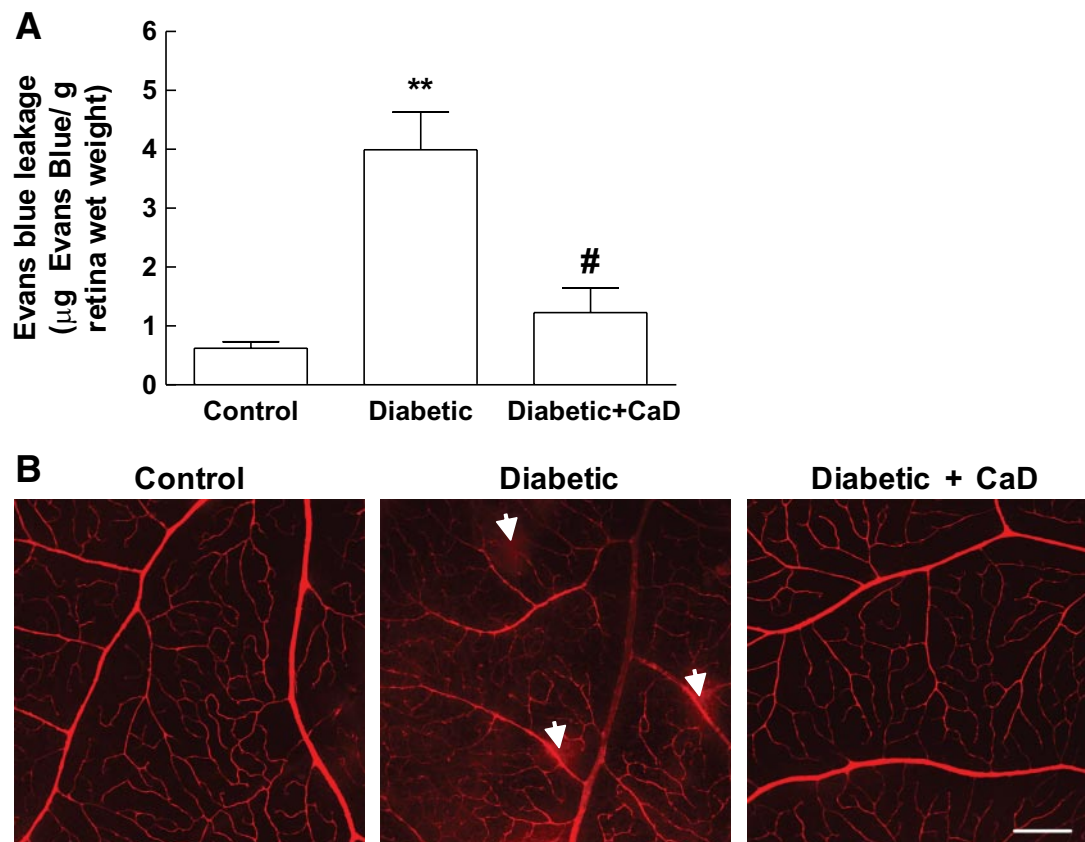 A
Evans blue leakage
(μg Evans Blue/ g
retina wet weight)
6
5
4
3
2
1
0
**
#
Control
Diabetic
Diabetic+CaD
B
Control
Diabetic
Diabetic + CaD